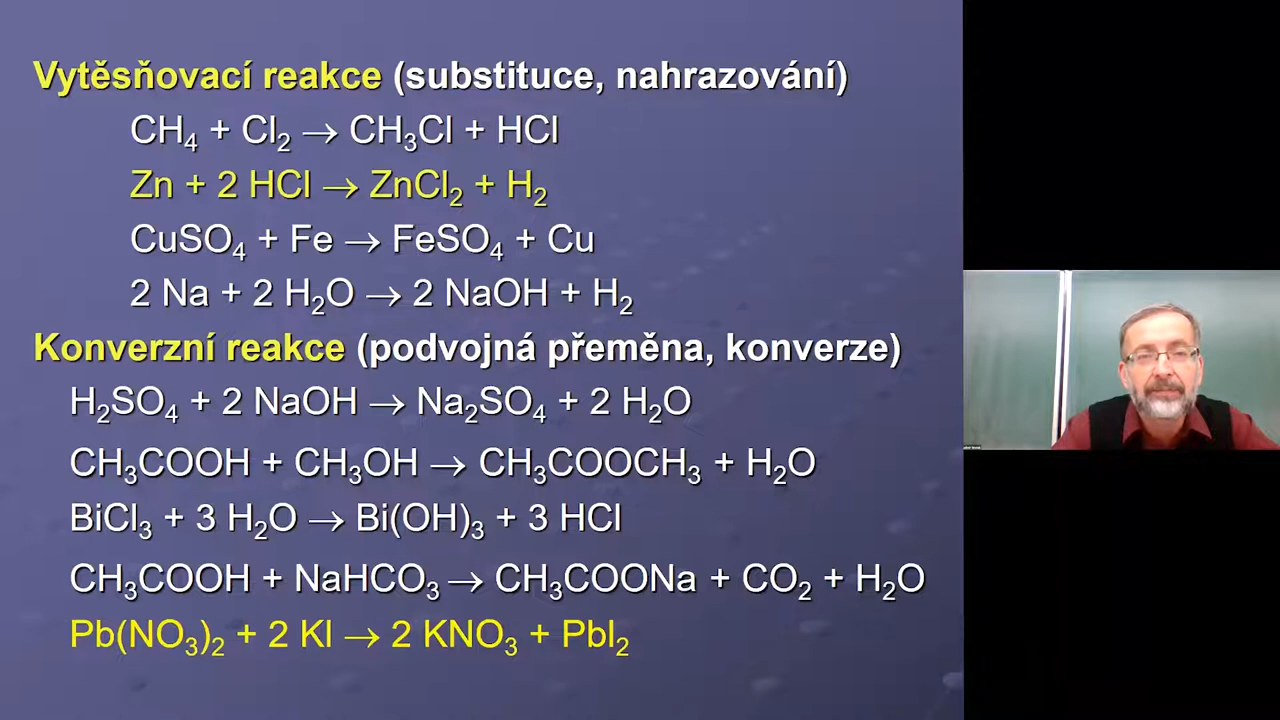 Vytěsňovací reakce (substituce, nahrazování)
CH₄ + Cl₂ → CH₃Cl + HCl
Zn + 2 HCl → ZnCl₂ + H₂
CuSO₄ + Fe → FeSO₄ + Cu
2 Na + 2 H₂O → 2 NaOH + H₂
Konverzní reakce (podvojná přeměna, konverze)
H₂SO₄ + 2 NaOH → Na₂SO₄ + 2 H₂O
CH₃COOH + CH₃OH → CH₃COOCH₃ + H₂O
BiCl₃ + 3 H₂O → Bi(OH)₃ + 3 HCl
CH₃COOH + NaHCO₃ → CH₃COONa + CO₂ + H₂O
Pb(NO₃)₂ + 2 KI → 2 KNO₃ + PbI₂